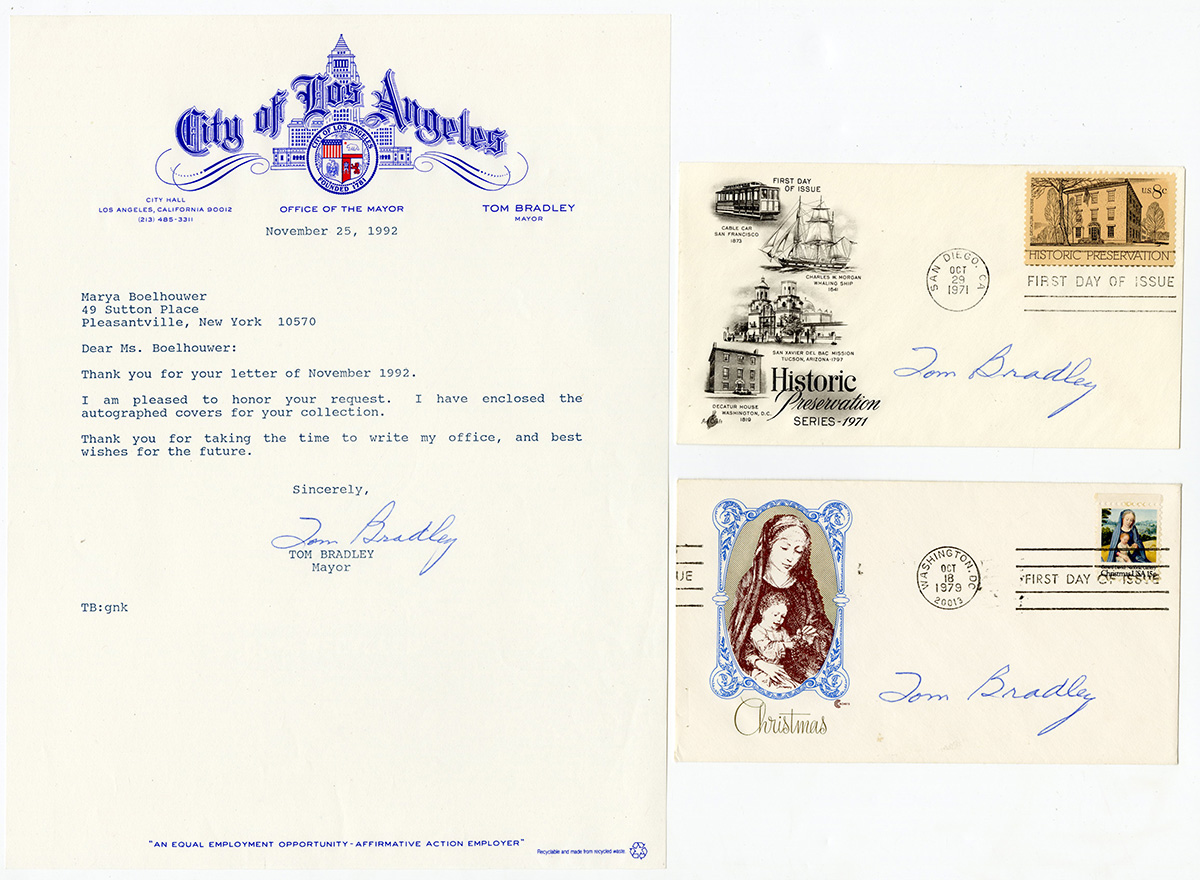 City of Los Angeles
CITY OF LOS ANGELES
FOUNDED 1781
CITY HALL
LOS ANGELES, CALIFORNIA 90012
(213) 485-3311
OFFICE OF THE MAYOR
TOM BRADLEY
MAYOR
November 25, 1992
Marya Boelhouwer
49 Sutton Place
Pleasantville, New York  10570
Dear Ms. Boelhouwer:
Thank you for your letter of November 1992.
I am pleased to honor your request.  I have enclosed the
autographed covers for your collection.
Thank you for taking the time to write my office, and best
wishes for the future.
Sincerely,
Tom Bradley
TOM BRADLEY
Mayor
TB:gnk
"AN EQUAL EMPLOYMENT OPPORTUNITY - AFFIRMATIVE ACTION EMPLOYER"
Recyclable and made from recycled waste.
FIRST DAY
OF ISSUE
CABLE CAR
SAN FRANCISCO
1873
CHARLES W. MORGAN
WHALING SHIP
1841
SAN XAVIER DEL BAC MISSION
TUCSON, ARIZONA-1797
DECATUR HOUSE
WASHINGTON, D.C.
1819
Historic
Preservation
SERIES-1971
SAN DIEGO, CA
OCT
29
1971
U.S. 8c
HISTORIC PRESERVATION
FIRST DAY OF ISSUE
Tom Bradley
UE
Christmas
WASHINGTON, DC
OCT
18
1979
20013
Christmas USA 15c
FIRST DAY OF ISSUE
Tom Bradley